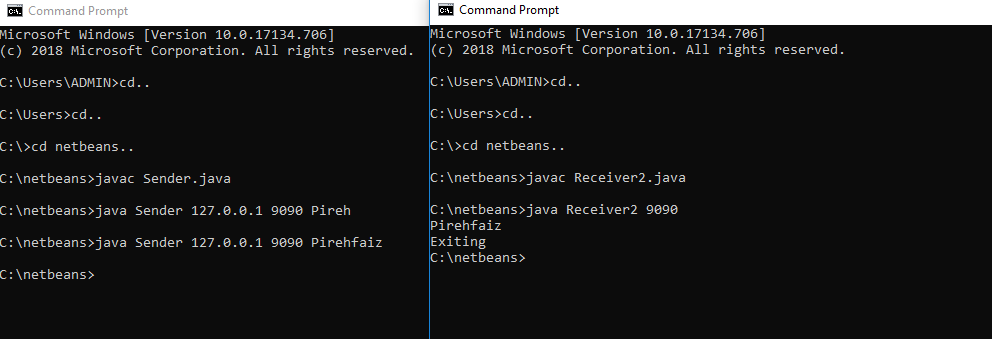 Command Prompt
Microsoft Windows [Version 10.0.17134.706]
(c) 2018 Microsoft Corporation. All rights reserved.
C:\Users\ADMIN>cd..
C:\Users>cd..
C:\>cd netbeans..
C:\netbeans>javac Sender.java
C:\netbeans>java Sender 127.0.0.1 9090 Pireh
C:\netbeans>java Sender 127.0.0.1 9090 Pirehfaiz
C:\netbeans>
Command Prompt
Microsoft Windows [Version 10.0.17134.706]
(c) 2018 Microsoft Corporation. All rights reserved.
C:\Users\ADMIN>cd..
C:\Users>cd..
C:\>cd netbeans..
C:\netbeans>javac Receiver2.java
C:\netbeans>java Receiver2 9090
Pirehfaiz
Exiting
C:\netbeans>